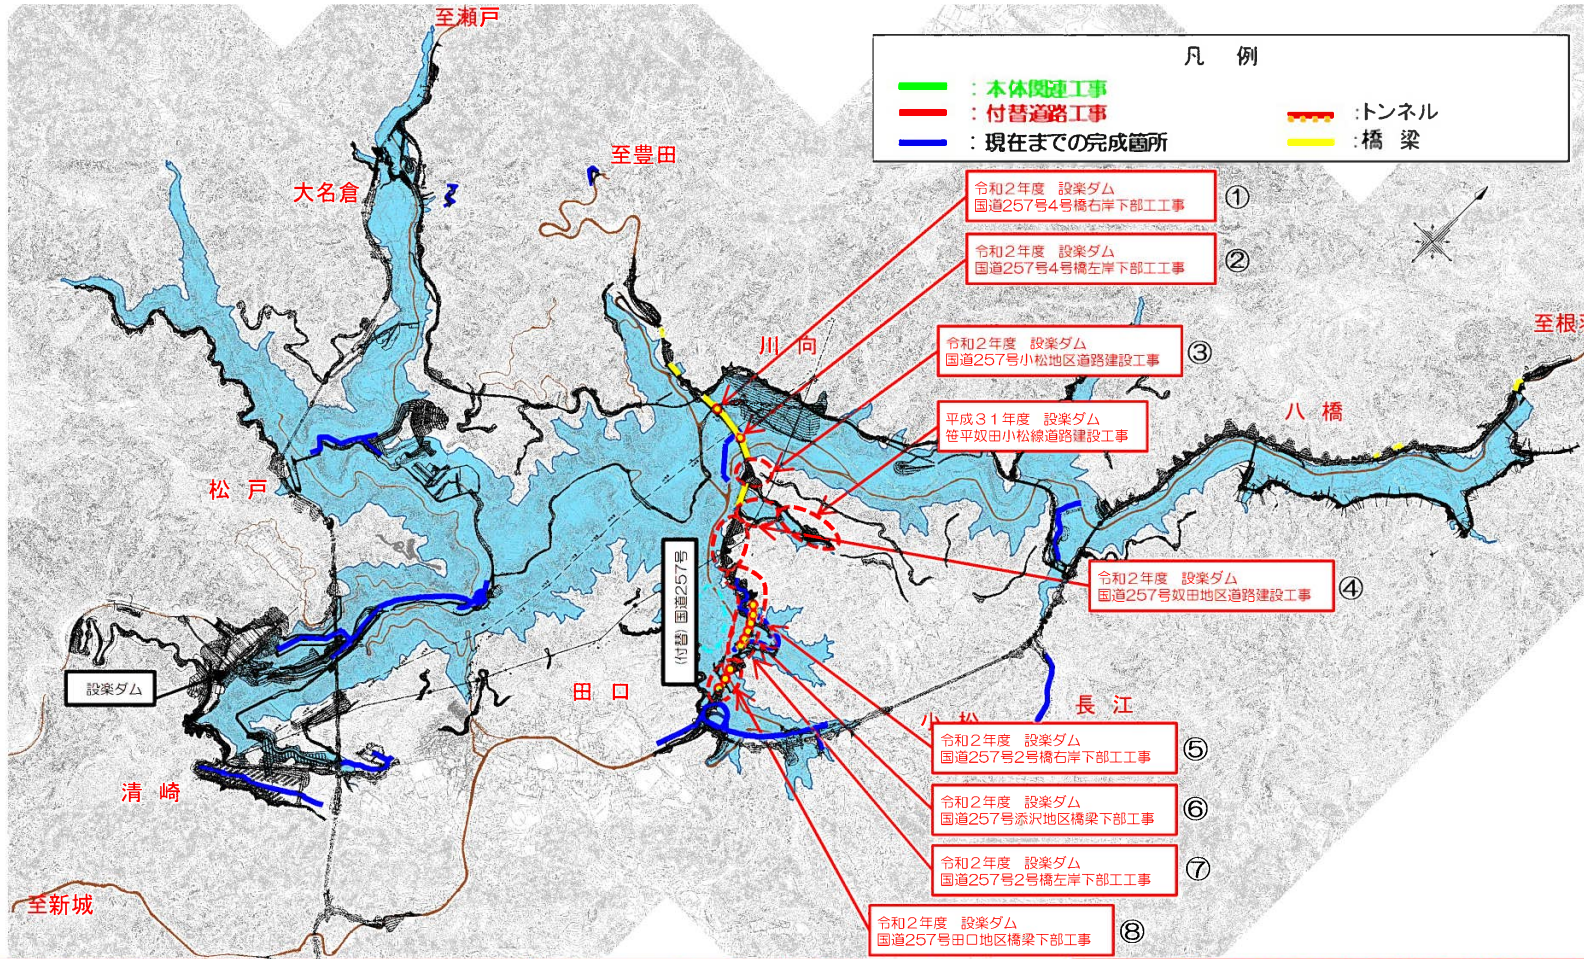 至瀬戸
凡 例
：本体関連工事
：付替道路工事
：現在までの完成箇所
：トンネル
：橋 梁
至豊田
大名倉
令和２年度 設楽ダム
国道257号4号橋右岸下部工工事
①
令和２年度 設楽ダム
国道257号4号橋左岸下部工工事
②
川 向
令和２年度 設楽ダム
国道257号小松地区道路建設工事
③
至根
八 橋
平成３１年度 設楽ダム
笹平奴田小松線道路建設工事
松 戸
(付替) 国道257号
令和２年度 設楽ダム
国道257号奴田地区道路建設工事
④
設楽ダム
田 口
長 江
小 松
令和２年度 設楽ダム
国道257号2号橋右岸下部工工事
⑤
清 崎
令和２年度 設楽ダム
国道257号添沢地区橋梁下部工事
⑥
令和２年度 設楽ダム
国道257号2号橋左岸下部工工事
⑦
至新城
令和２年度 設楽ダム
国道257号田口地区橋梁下部工事
⑧